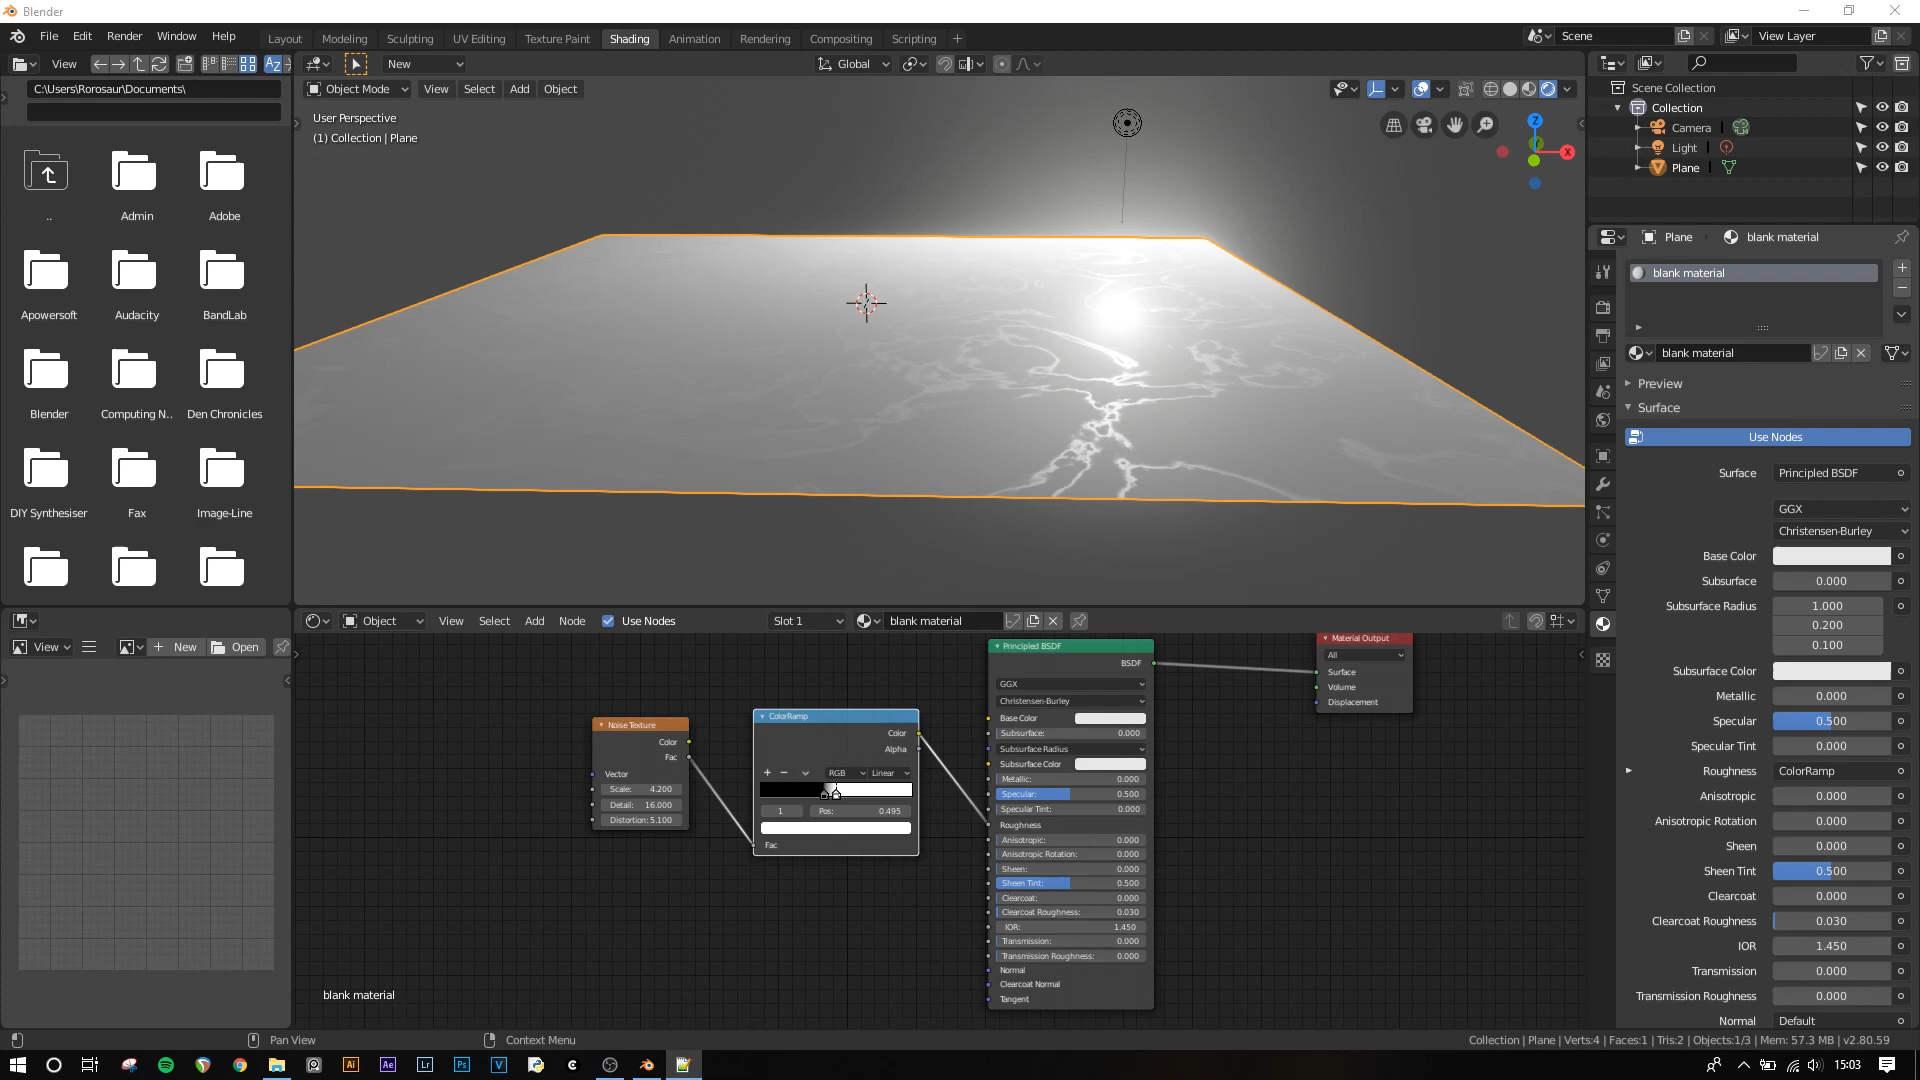 Blender
File Edit Render Window Help
Layout Modeling Sculpting UV Editing Texture Paint Shading Animation Rendering Compositing Scripting +
Scene View Layer
View
New Global
C:\Users\Rorosaur\Documents\
Object Mode View Select Add Object
User Perspective
(1) Collection | Plane
Z
X
..
Admin
Adobe
Apowersoft
Audacity
BandLab
Blender
Computing N..
Den Chronicles
DIY Synthesiser
Fax
Image-Line
Scene Collection
Collection
Camera
Light
Plane
Plane blank material
blank material
blank material
Preview
Surface
Use Nodes
Surface Principled BSDF
GGX
Christensen-Burley
Base Color
Subsurface 0.000
Subsurface Radius 1.000
0.200
0.100
Subsurface Color
Metallic 0.000
Specular 0.500
Specular Tint 0.000
Roughness ColorRamp
Anisotropic 0.000
Anisotropic Rotation 0.000
Sheen 0.000
Sheen Tint 0.500
Clearcoat 0.000
Clearcoat Roughness 0.030
IOR 1.450
Transmission 0.000
Transmission Roughness 0.000
Normal Default
View New Open
Object View Select Add Node Use Nodes Slot 1 blank material
Noise Texture
Color
Fac
Vector
Scale: 4.200
Detail: 16.000
Distortion: 5.100
ColorRamp
Color
Alpha
RGB Linear
1 Pos: 0.495
Fac
Principled BSDF
BSDF
GGX
Christensen-Burley
Base Color
Subsurface: 0.000
Subsurface Radius
Subsurface Color
Metallic: 0.000
Specular: 0.500
Specular Tint: 0.000
Roughness
Anisotropic: 0.000
Anisotropic Rotation: 0.000
Sheen: 0.000
Sheen Tint: 0.500
Clearcoat: 0.000
Clearcoat Roughness: 0.030
IOR: 1.450
Transmission: 0.000
Transmission Roughness: 0.000
Normal
Clearcoat Normal
Tangent
Material Output
All
Surface
Volume
Displacement
blank material
Pan View Context Menu
Collection | Plane | Verts:4 | Faces:1 | Tris:2 | Objects:1/3 | Mem: 57.3 MB | v2.80.59
Ai Ae Lr Ps V
15:03